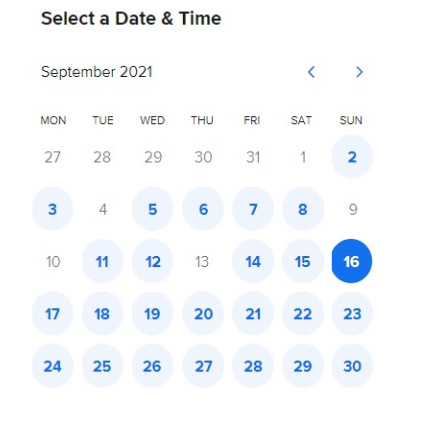 Select a Date & Time
September 2021
MON TUE WED THU FRI SAT SUN
27 28 29 30 31 1 2
3 4 5 6 7 8 9
10 11 12 13 14 15 16
17 18 19 20 21 22 23
24 25 26 27 28 29 30